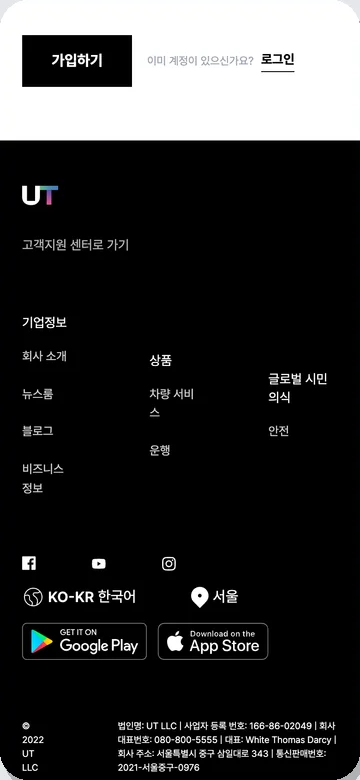 가입하기
이미 계정이 있으신가요? 로그인
UT
고객지원 센터로 가기
기업정보
회사 소개
뉴스룸
블로그
비즈니스
정보
상품
차량 서비
스
운행
글로벌 시민
의식
안전
KO-KR 한국어
서울
GET IT ON
Google Play
Download on the
App Store
©
2022
UT
LLC
법인명: UT LLC | 사업자 등록 번호: 166-86-02049 | 회사
대표번호: 080-800-5555 | 대표: White Thomas Darcy |
회사 주소: 서울특별시 중구 삼일대로 343 | 통신판매번호:
2021-서울중구-0976